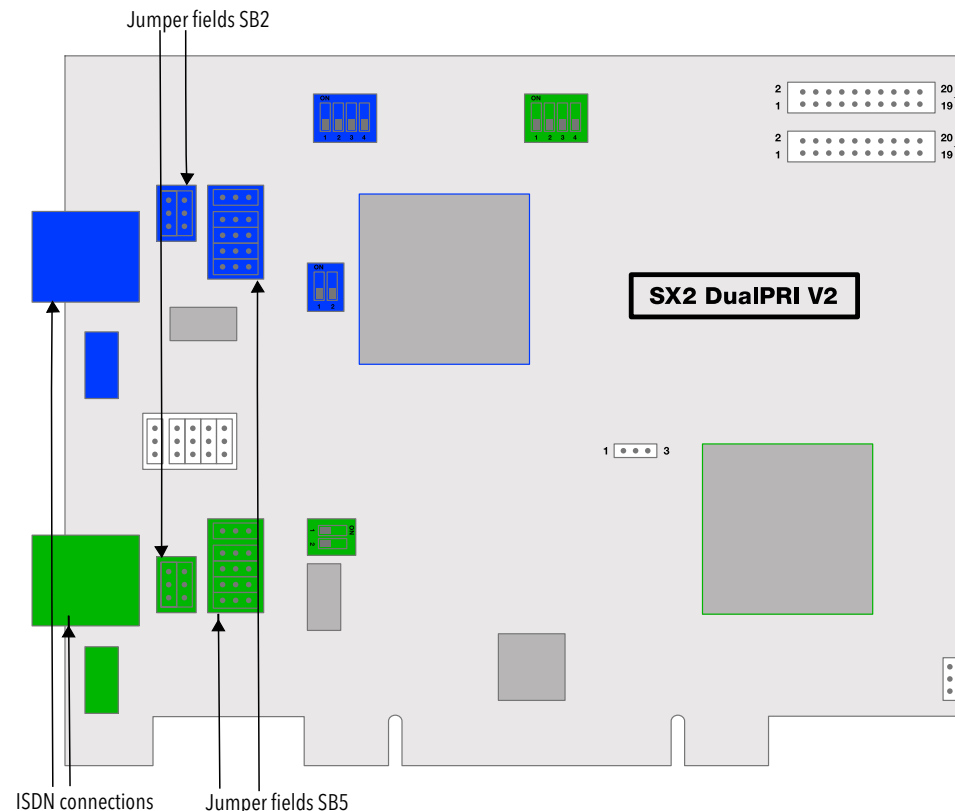 Jumper fields SB2
ON
1 2 3 4
ON
1 2 3 4
2 20
1 19
2 20
1 19
ON
1 2
SX2 DualPRI V2
1 3
ON
1
2
ISDN connections
Jumper fields SB5